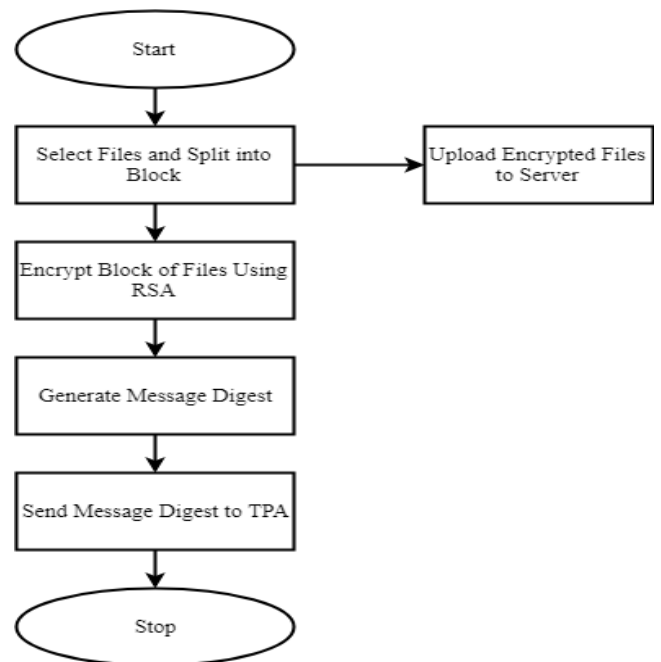 Start
Select Files and Split into
Block
Upload Encrypted Files
to Server
Encrypt Block of Files Using
RSA
Generate Message Digest
Send Message Digest to TPA
Stop